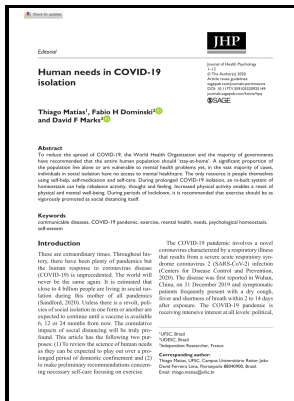 Check for updates
Editorial
JHP
Human needs in COVID-19
isolation
Journal of Health Psychology
1–12
© The Author(s) 2020
Article reuse guidelines:
sagepub.com/journals-permissions
SAGE
Thiago Matias1, Fabio H Dominski2
and David F Marks3
Abstract
To reduce the spread of COVID-19, the World Health Organization and the majority of governments
have recommended that the entire human population should 'stay-at-home'. A significant proportion of
the population live alone or are vulnerable to mental health problems yet, in the vast majority of cases,
individuals in social isolation have no access to mental healthcare. The only resource is people themselves
using self-help, self-medication and self-care. During prolonged COVID-19 isolation, an in-built system of
homeostasis can help rebalance activity, thought and feeling. Increased physical activity enables a reset of
physical and mental well-being. During periods of lockdown, it is recommended that exercise should be as
vigorously promoted as social distancing itself.
Keywords
communicable diseases, COVID-19 pandemic, exercise, mental health, needs, psychological homeostasis,
self-esteem
Introduction
These are extraordinary times. Throughout his-
tory, there have been plenty of pandemics but
the human response to coronavirus disease
(COVID-19) is unprecedented. The world will
never be the same again. It is estimated that
close to 4 billion people are living in social iso-
lation during this mother of all pandemics
(Sandford, 2020). Unless there is a revolt, poli-
cies of social isolation in one form or another are
expected to continue until a vaccine is available
6, 12 or 24 months from now. The cumulative
impacts of social distancing will be truly pro-
found. This article has the following two pur-
poses: (1) To review the science of human needs
as they can be expected to play out over a pro-
longed period of domestic confinement and (2)
to make preliminary recommendations concern-
ing necessary self-care focusing on exercise.
The COVID-19 pandemic involves a novel
coronavirus characterized by a respiratory illness
that results from a severe acute respiratory syn-
drome coronavirus 2 (SARS-CoV-2) infection
(Centers for Disease Control and Prevention,
2020). The disease was first reported in Wuhan,
China, on 31 December 2019 and symptomatic
patients frequently present with a dry cough,
fever and shortness of breath within 2 to 14 days
after exposure. The COVID-19 pandemic is
receiving intensive interest at all levels: political,
1UFSC, Brazil
2UDESC, Brazil
3Independent Researcher, France
Corresponding author:
Thiago Matias, UFSC, Campus Universitário Reitor João
David Ferreira Lima, Florianopolis 88040900, Brazil.
Email: thiago.matias@ufsc.br